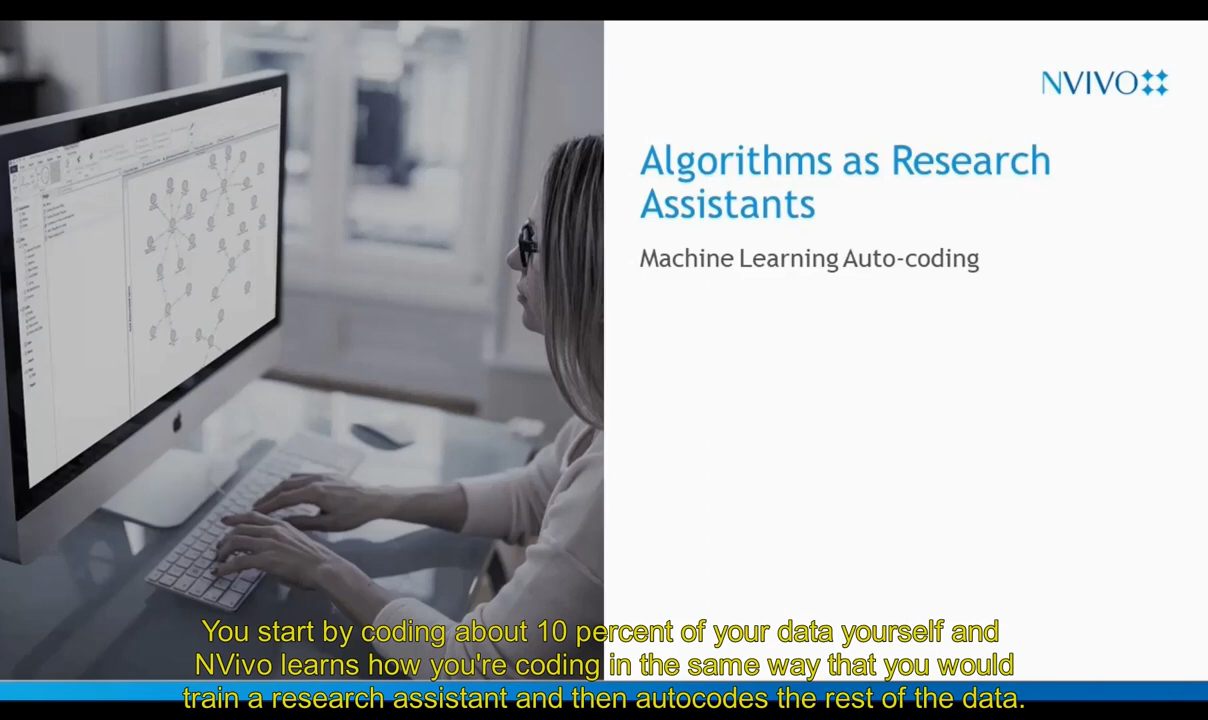 NVIVO
Algorithms as Research
Assistants
Machine Learning Auto-coding
You start by coding about 10 percent of your data yourself and
NVivo learns how you're coding in the same way that you would
train a research assistant and then autocodes the rest of the data.